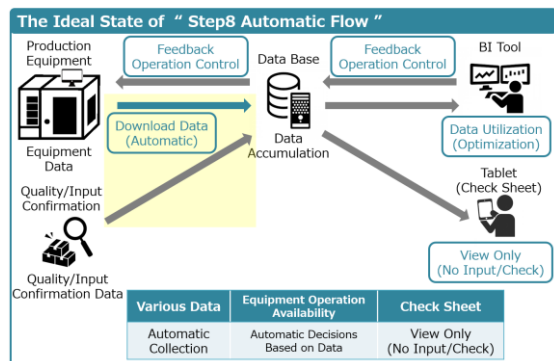 The Ideal State of “ Step8 Automatic Flow ”
Production
Equipment
Feedback
Operation Control
Data Base
Feedback
Operation Control
BI Tool
Download Data
(Automatic)
Data
Accumulation
Data Utilization
(Optimization)
Equipment
Data
Quality/Input
Confirmation
Tablet
(Check Sheet)
View Only
(No Input/Check)
Quality/Input
Confirmation Data
Various Data
Equipment Operation
Availability
Check Sheet
Automatic
Collection
Automatic Decisions
Based on Data
View Only
(No Input/Check)